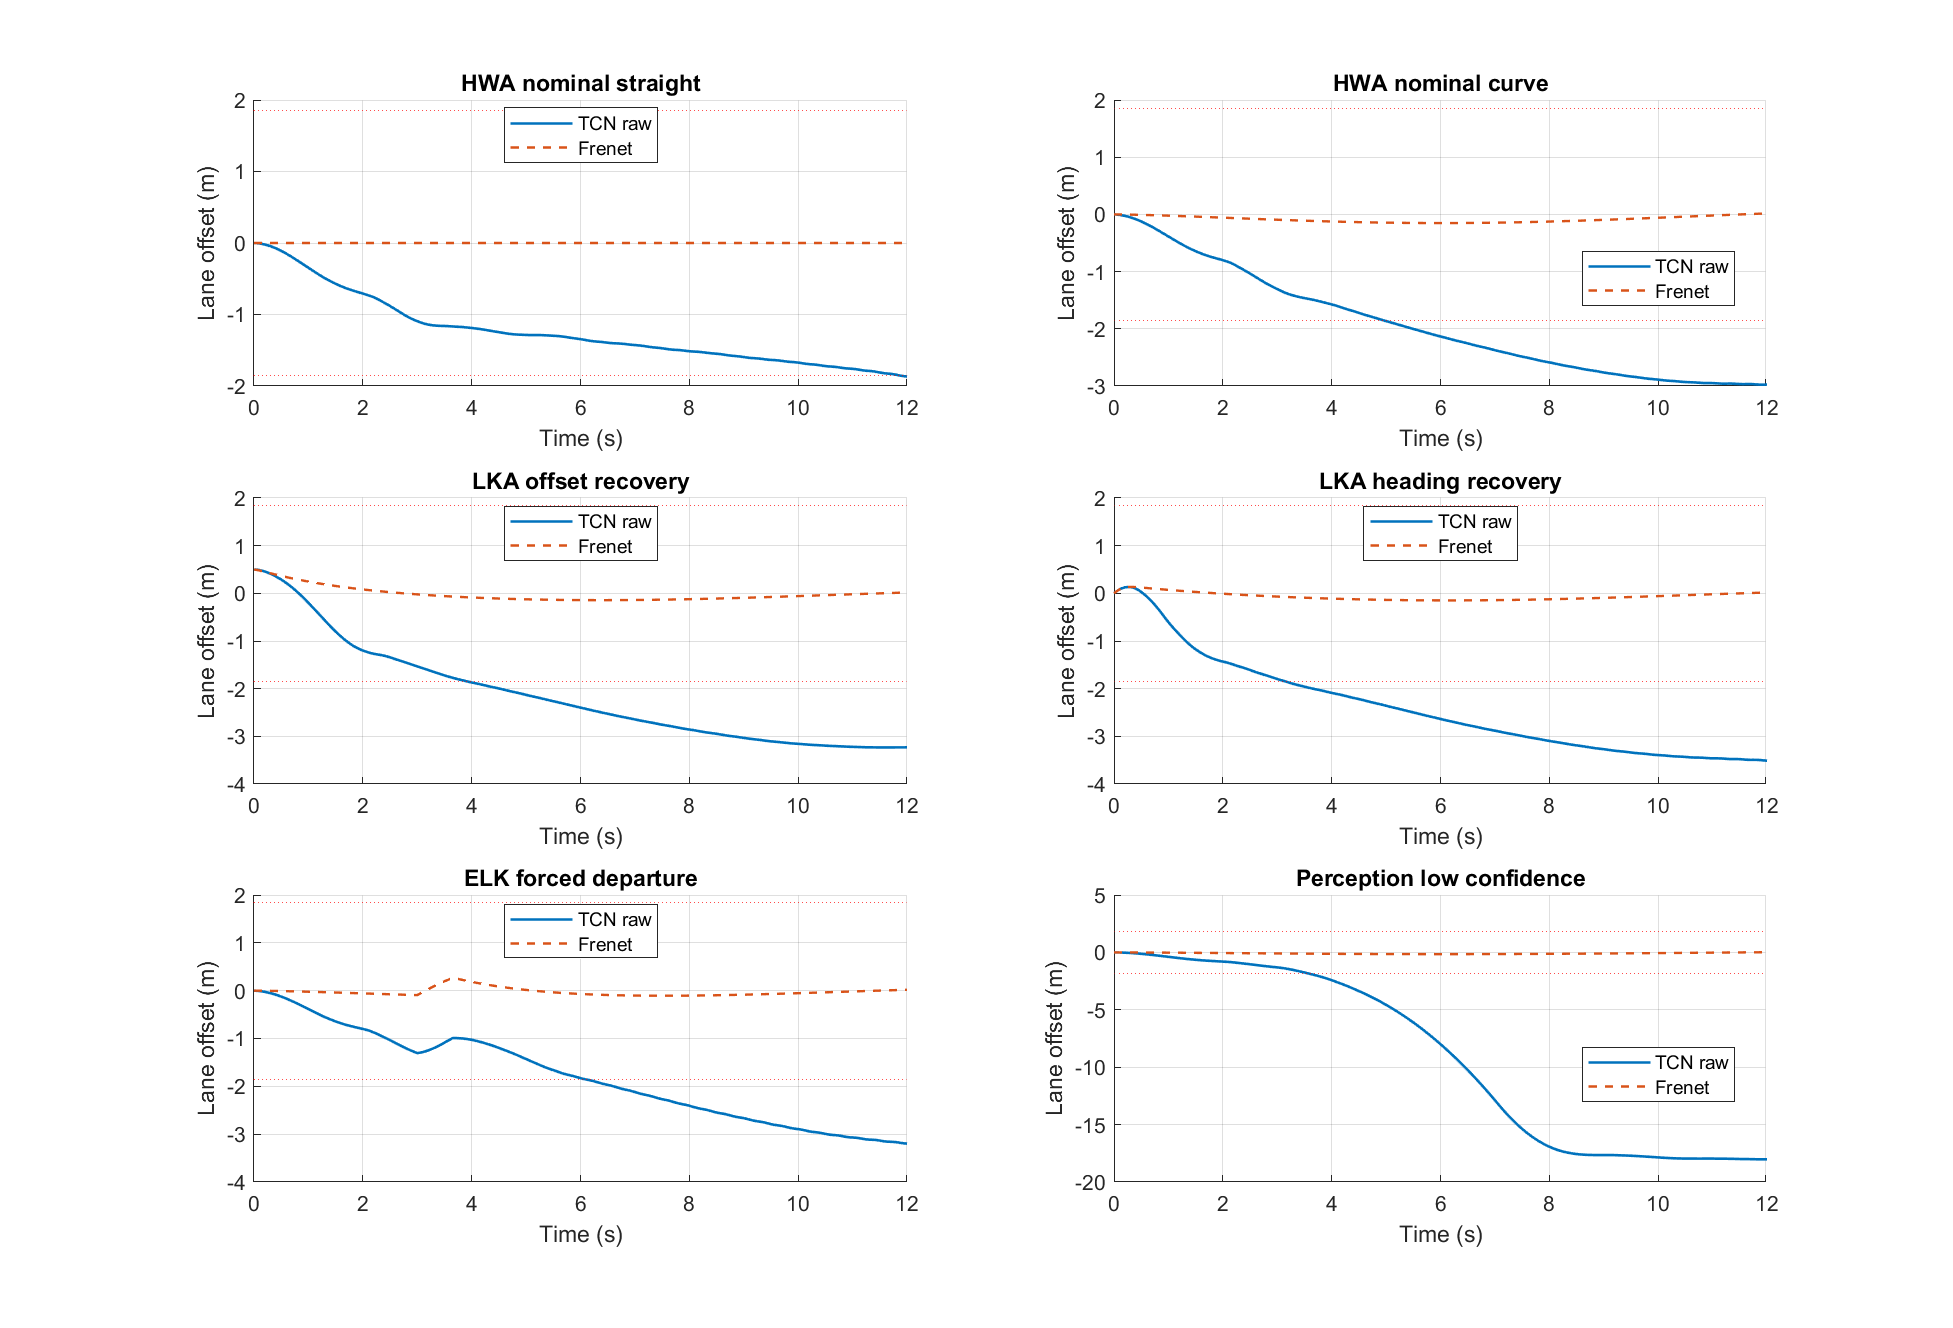 HWA nominal straight
2
1
0
-1
-2
Lane offset (m)
TCN raw
Frenet
0 2 4 6 8 10 12
Time (s)
HWA nominal curve
2
1
0
-1
-2
-3
Lane offset (m)
TCN raw
Frenet
0 2 4 6 8 10 12
Time (s)
LKA offset recovery
2
1
0
-1
-2
-3
-4
Lane offset (m)
TCN raw
Frenet
0 2 4 6 8 10 12
Time (s)
LKA heading recovery
2
1
0
-1
-2
-3
-4
Lane offset (m)
TCN raw
Frenet
0 2 4 6 8 10 12
Time (s)
ELK forced departure
2
1
0
-1
-2
-3
-4
Lane offset (m)
TCN raw
Frenet
0 2 4 6 8 10 12
Time (s)
Perception low confidence
5
0
-5
-10
-15
-20
Lane offset (m)
TCN raw
Frenet
0 2 4 6 8 10 12
Time (s)